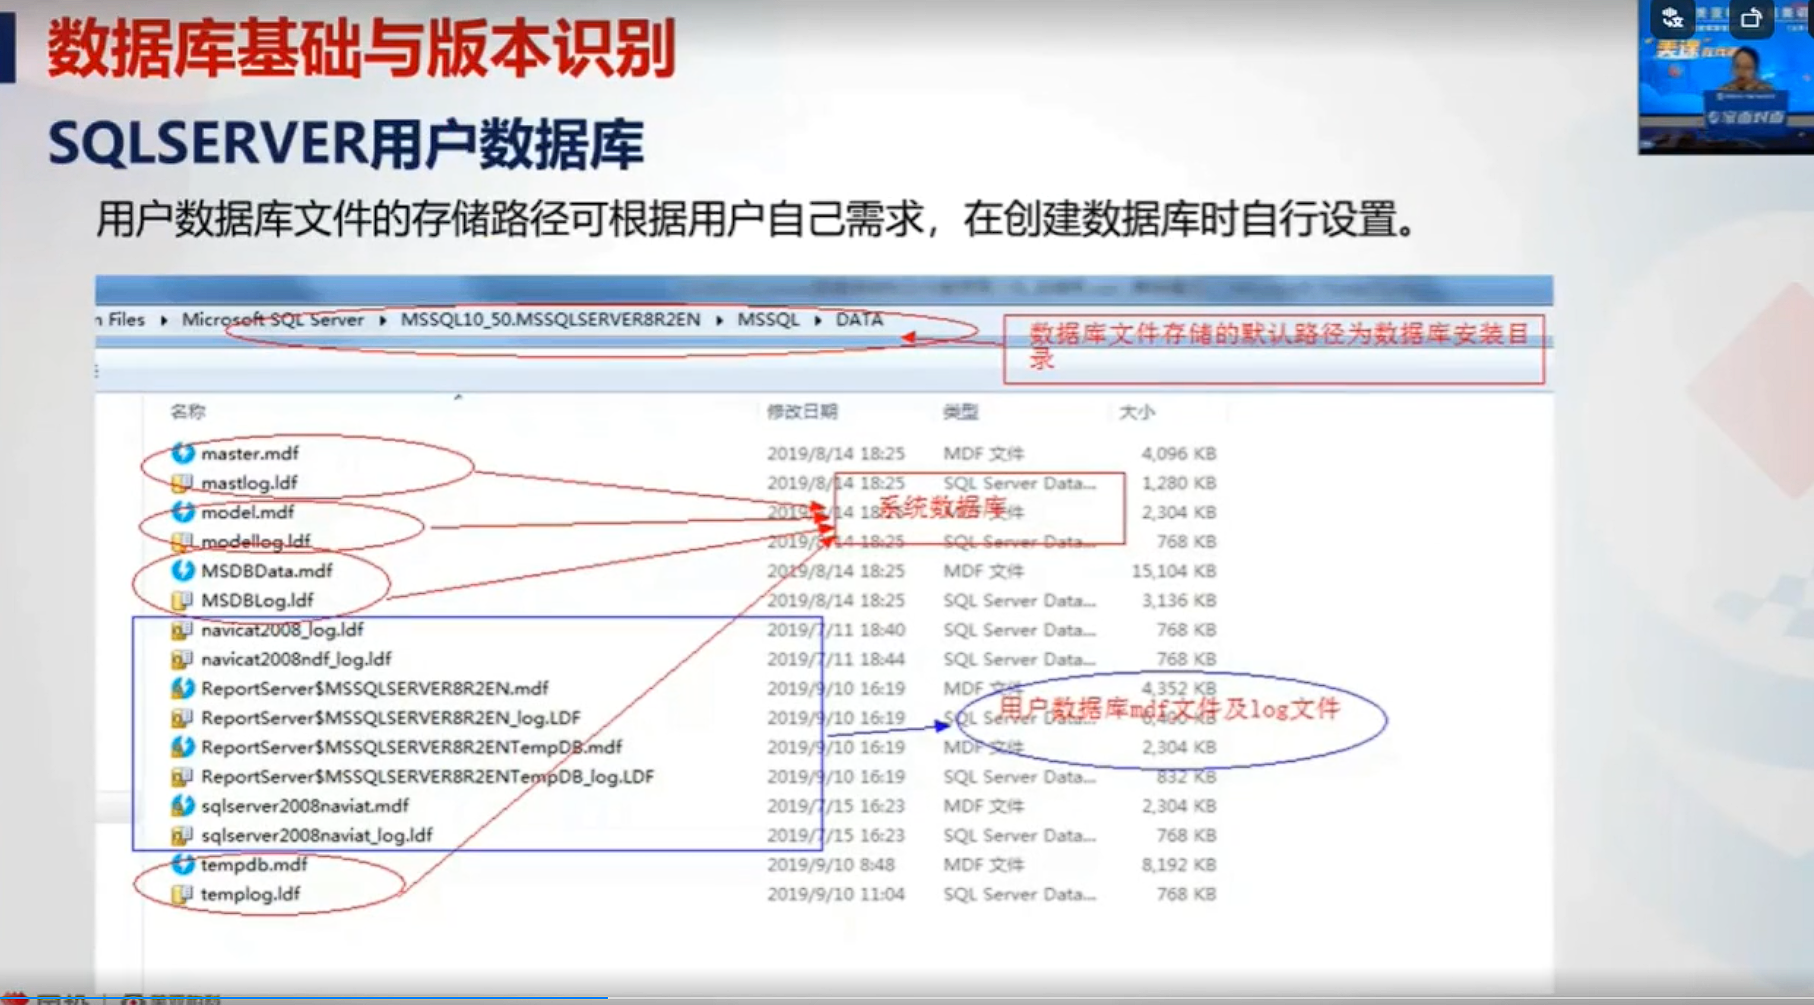 数据库基础与版本识别
SQLSERVER用户数据库
用户数据库文件的存储路径可根据用户自己需求，在创建数据库时自行设置。
n Files ▸ Microsoft SQL Server ▸ MSSQL10_50.MSSQLSERVER8R2EN ▸ MSSQL ▸ DATA
数据库文件存储的默认路径为数据库安装目
录
名称 修改日期 类型 大小
master.mdf 2019/8/14 18:25 MDF 文件 4,096 KB
mastlog.ldf 2019/8/14 18:25 SQL Server Data... 1,280 KB
系统数据库
model.mdf 2019/8/14 18:25 文件 2,304 KB
modellog.ldf 2019/8/14 18:25 SQL Server Data... 768 KB
MSDBData.mdf 2019/8/14 18:25 MDF 文件 15,104 KB
MSDBLog.ldf 2019/8/14 18:25 SQL Server Data... 3,136 KB
navicat2008_log.ldf 2019/7/11 18:40 SQL Server Data... 768 KB
navicat2008ndf_log.ldf 2019/7/11 18:44 SQL Server Data... 768 KB
ReportServer$MSSQLSERVER8R2EN.mdf 2019/9/10 16:19 MDF 文件 4,352 KB
用户数据库mdf文件及log文件
ReportServer$MSSQLSERVER8R2EN_log.LDF 2019/9/10 16:19 SQL Server Data... 6,400 KB
ReportServer$MSSQLSERVER8R2ENTempDB.mdf 2019/9/10 16:19 MDF 文件 2,304 KB
ReportServer$MSSQLSERVER8R2ENTempDB_log.LDF 2019/9/10 16:19 SQL Server Data... 832 KB
sqlserver2008naviat.mdf 2019/7/15 16:23 MDF 文件 2,304 KB
sqlserver2008naviat_log.ldf 2019/7/15 16:23 SQL Server Data... 768 KB
tempdb.mdf 2019/9/10 8:48 MDF 文件 8,192 KB
templog.ldf 2019/9/10 11:04 SQL Server Data... 768 KB